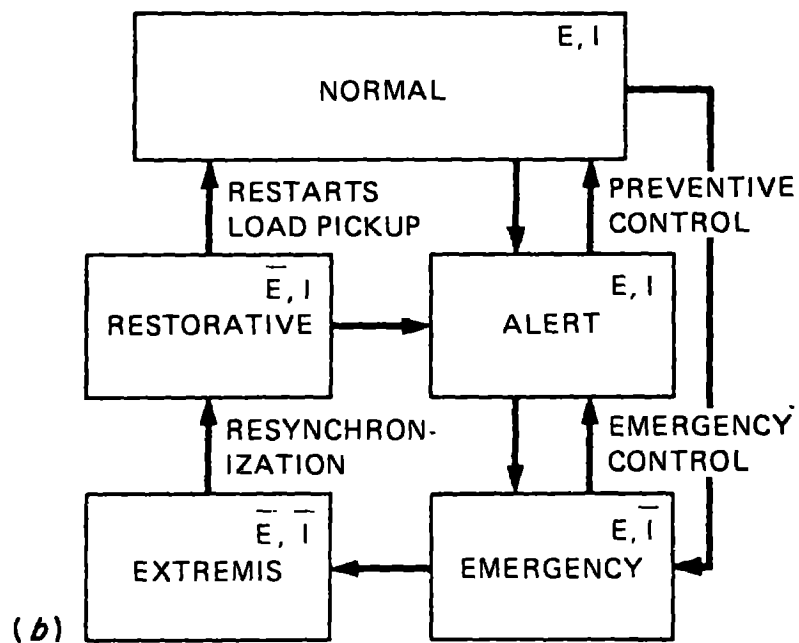 E, I
NORMAL
RESTARTS
LOAD PICKUP
PREVENTIVE
CONTROL
E̅, I
RESTORATIVE
E, I
ALERT
RESYNCHRON-
IZATION
EMERGENCY
CONTROL
E̅, I̅
EXTREMIS
E, I̅
EMERGENCY
(b)